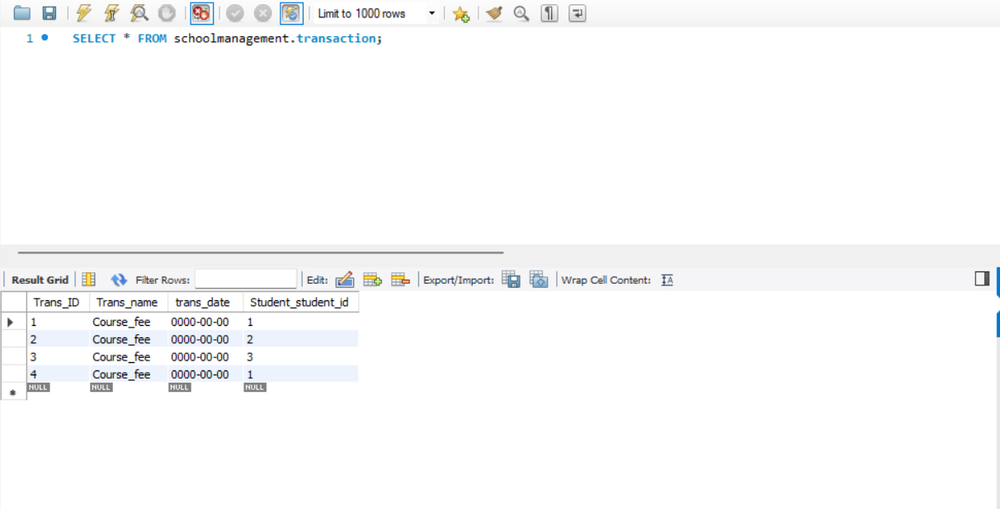 Limit to 1000 rows
1 SELECT * FROM schoolmanagement.transaction;
Result Grid Filter Rows: Edit: Export/Import: Wrap Cell Content:
Trans_ID Trans_name trans_date Student_student_id
1 Course_fee 0000-00-00 1
2 Course_fee 0000-00-00 2
3 Course_fee 0000-00-00 3
4 Course_fee 0000-00-00 1
NULL NULL NULL NULL